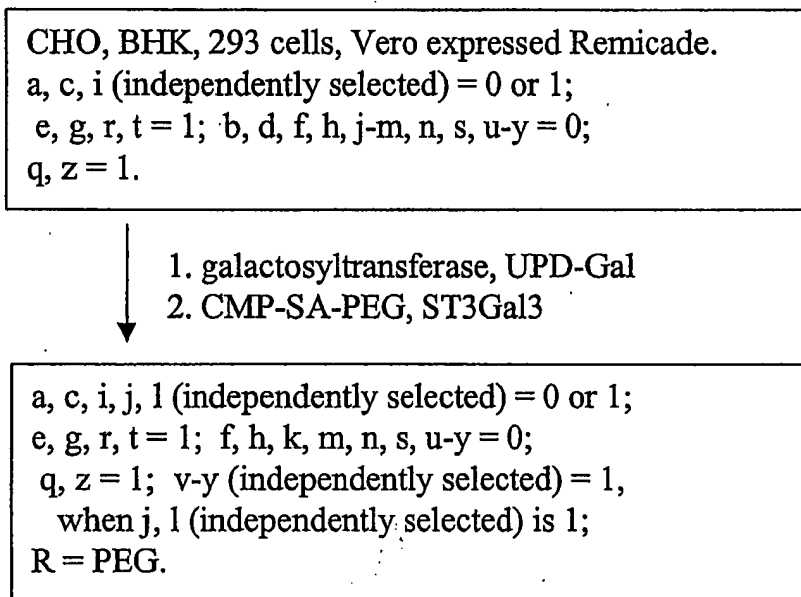 CHO, BHK, 293 cells, Vero expressed Remicade.
a, c, i (independently selected) = 0 or 1;
e, g, r, t = 1; b, d, f, h, j-m, n, s, u-y = 0;
q, z = 1.
1. galactosyltransferase, UPD-Gal
2. CMP-SA-PEG, ST3Gal3
a, c, i, j, l (independently selected) = 0 or 1;
e, g, r, t = 1; f, h, k, m, n, s, u-y = 0;
q, z = 1; v-y (independently selected) = 1,
when j, l (independently selected) is 1;
R = PEG.